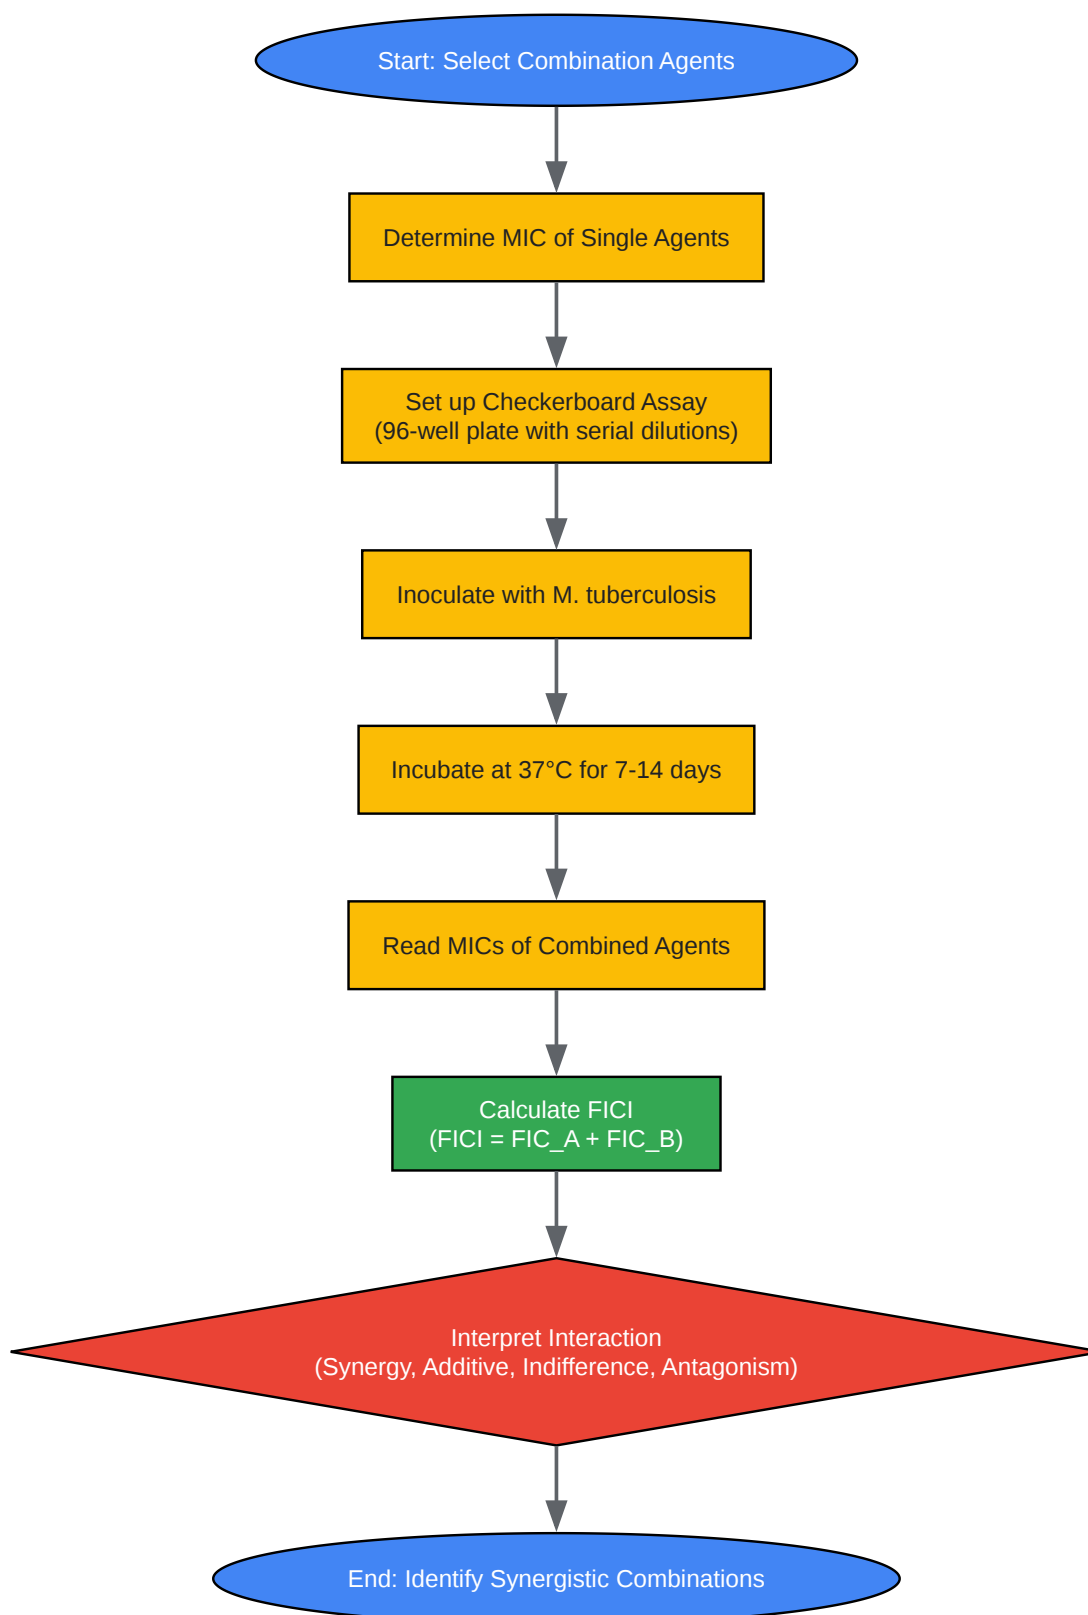 Start: Select Combination Agents
Determine MIC of Single Agents
Set up Checkerboard Assay
(96-well plate with serial dilutions)
Inoculate with M. tuberculosis
Incubate at 37°C for 7-14 days
Read MICs of Combined Agents
Calculate FICI
(FICI = FIC_A + FIC_B)
Interpret Interaction
(Synergy, Additive, Indifference, Antagonism)
End: Identify Synergistic Combinations